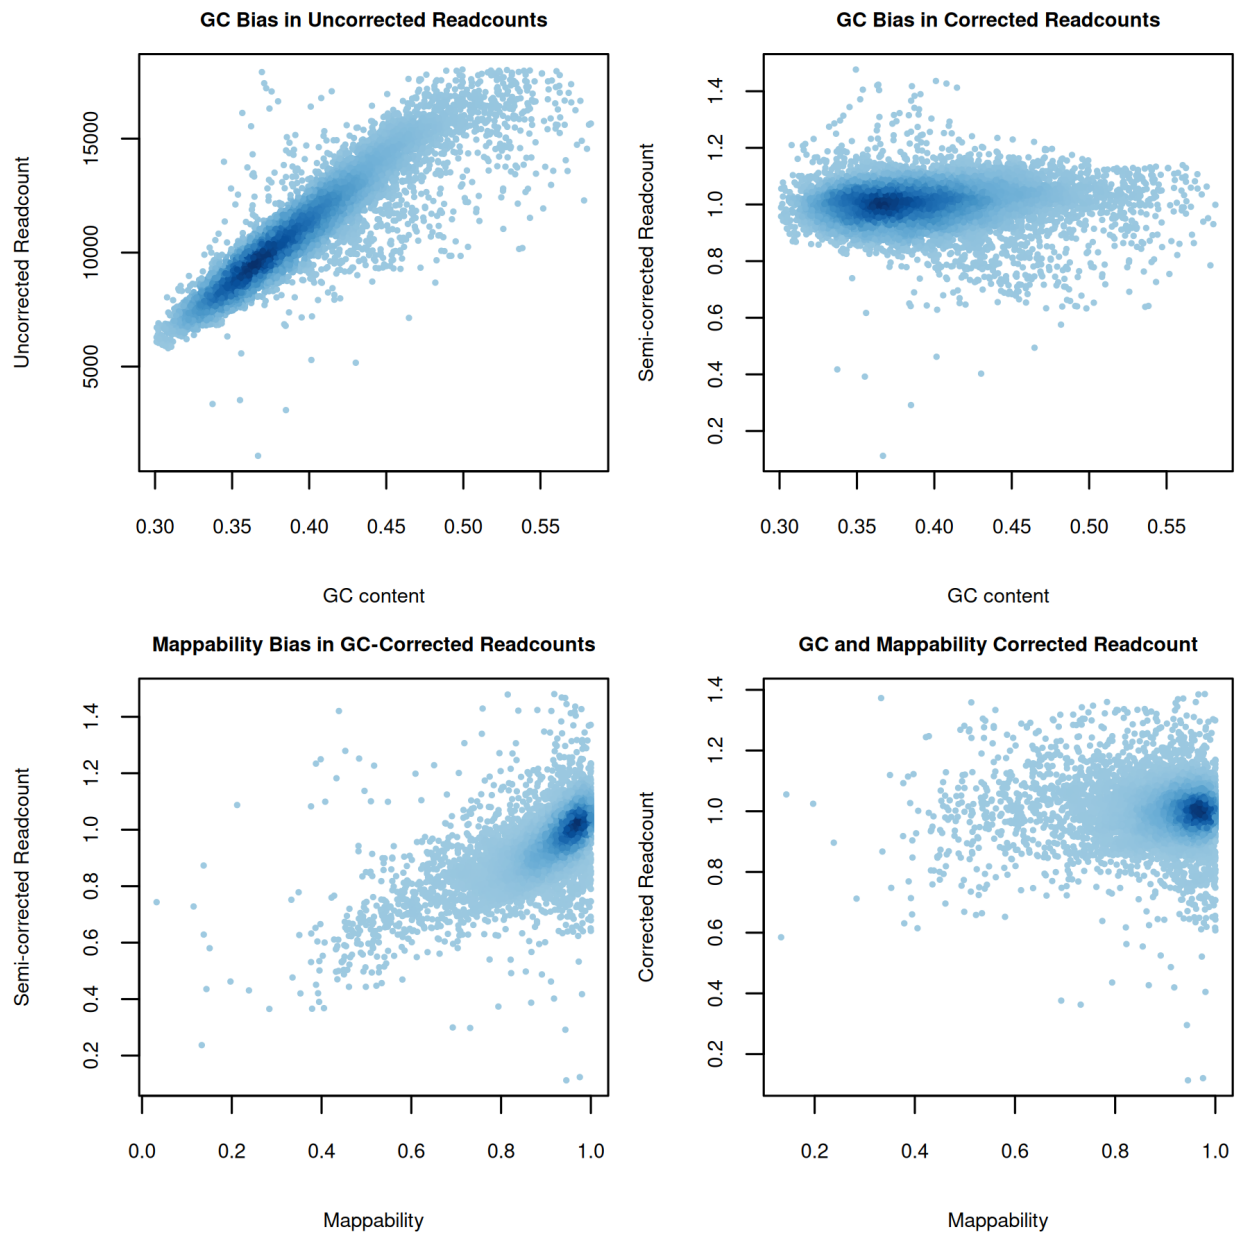 GC Bias in Uncorrected Readcounts
Uncorrected Readcount
15000
10000
5000
0.30 0.35 0.40 0.45 0.50 0.55
GC content
GC Bias in Corrected Readcounts
Semi-corrected Readcount
1.4
1.2
1.0
0.8
0.6
0.4
0.2
0.30 0.35 0.40 0.45 0.50 0.55
GC content
Mappability Bias in GC-Corrected Readcounts
Semi-corrected Readcount
1.4
1.2
1.0
0.8
0.6
0.4
0.2
0.0 0.2 0.4 0.6 0.8 1.0
Mappability
GC and Mappability Corrected Readcount
Corrected Readcount
1.4
1.2
1.0
0.8
0.6
0.4
0.2
0.2 0.4 0.6 0.8 1.0
Mappability